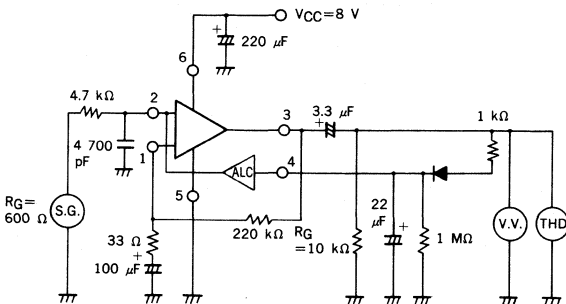 VCC=8 V
220 μF
6
4.7 kΩ
2
3
3.3 μF
1 kΩ
4 700
pF
1
ALC
4
RG=
600 Ω
S.G.
5
22
μF
V.V.
THD
33 Ω
220 kΩ
RG
=10 kΩ
1 MΩ
100 μF
+
+
+
+